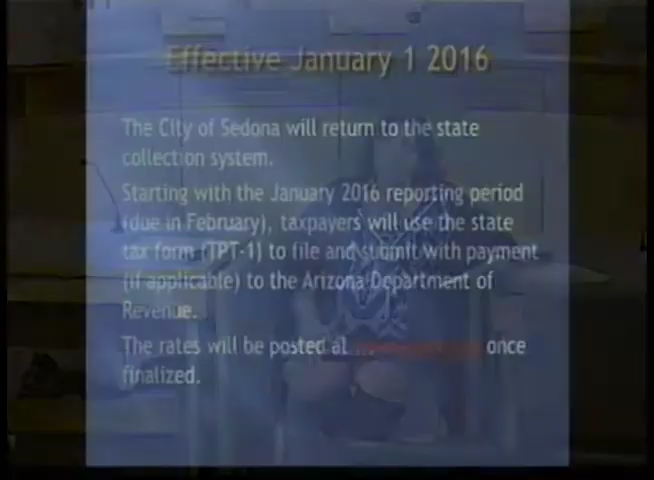 Effective January 1 2016
The City of Sedona will return to the state
collection system.
Starting with the January 2016 reporting period
(due in February), taxpayers will use the state
tax form (TPT-1) to file and submit with payment
(if applicable) to the Arizona Department of
Revenue.
The rates will be posted at once
finalized.